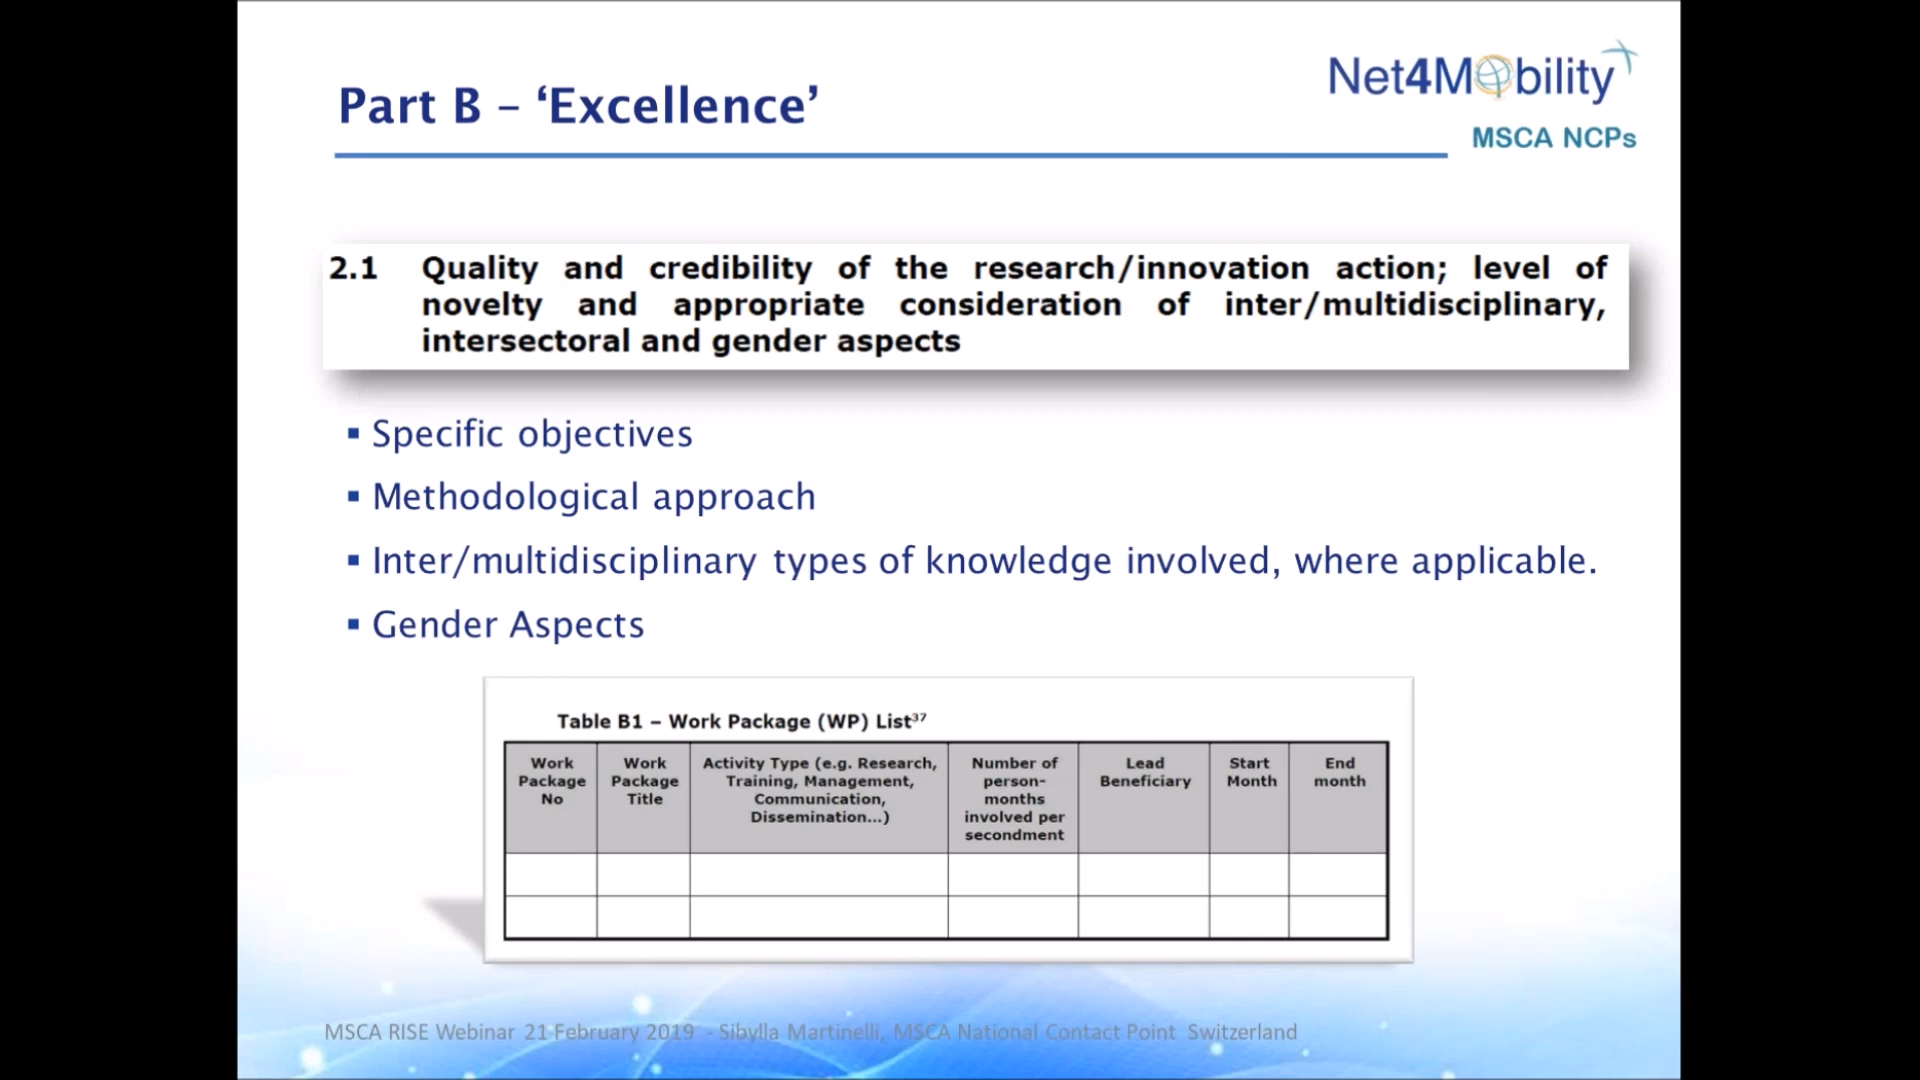 Part B – ‘Excellence’
Net4Mobility
MSCA NCPs
2.1 Quality and credibility of the research/innovation action; level of
novelty and appropriate consideration of inter/multidisciplinary,
intersectoral and gender aspects
▪ Specific objectives
▪ Methodological approach
▪ Inter/multidisciplinary types of knowledge involved, where applicable.
▪ Gender Aspects
Table B1 – Work Package (WP) List³⁷
Work
Package
No
Work
Package
Title
Activity Type (e.g. Research,
Training, Management,
Communication,
Dissemination...)
Number of
person-
months
involved per
secondment
Lead
Beneficiary
Start
Month
End
month
MSCA RISE Webinar 21 February 2019 - Sibylla Martinelli, MSCA National Contact Point Switzerland